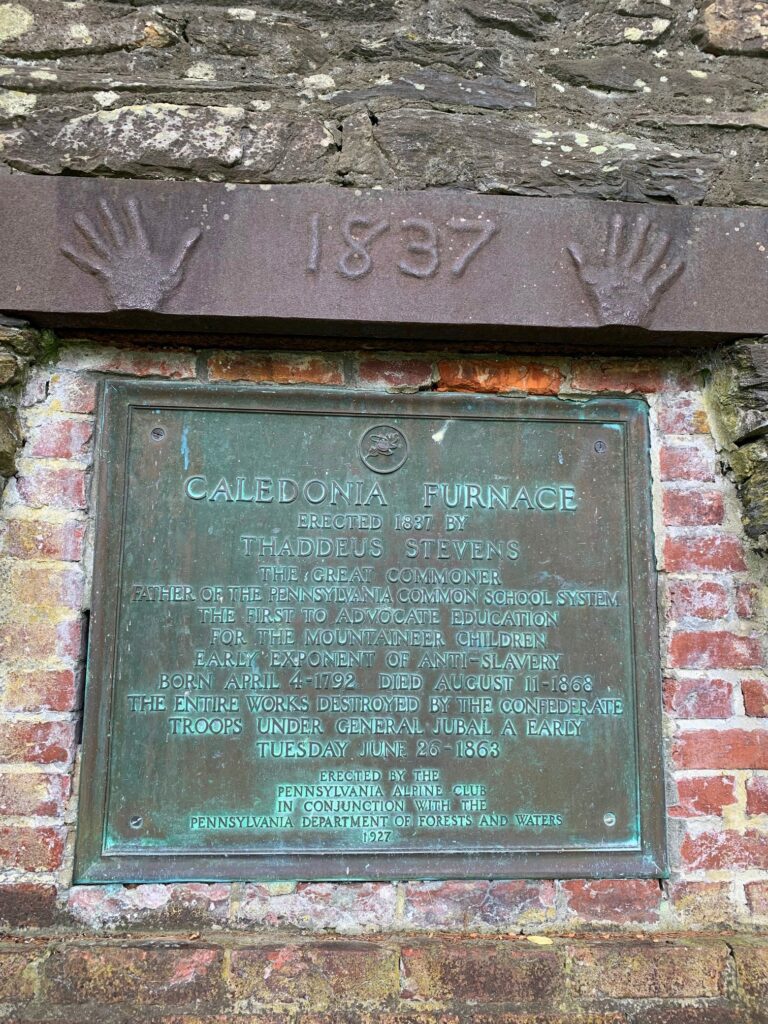 1837
CALEDONIA FURNACE
ERECTED 1837 BY
THADDEUS STEVENS
THE GREAT COMMONER
FATHER OF THE PENNSYLVANIA COMMON SCHOOL SYSTEM
THE FIRST TO ADVOCATE EDUCATION
FOR THE MOUNTAINEER CHILDREN
EARLY EXPONENT OF ANTI-SLAVERY
BORN APRIL 4-1792 DIED AUGUST 11-1868
THE ENTIRE WORKS DESTROYED BY THE CONFEDERATE
TROOPS UNDER GENERAL JUBAL A EARLY
TUESDAY JUNE 26-1863
ERECTED BY THE
PENNSYLVANIA ALPINE CLUB
IN CONJUNCTION WITH THE
PENNSYLVANIA DEPARTMENT OF FORESTS AND WATERS
1927